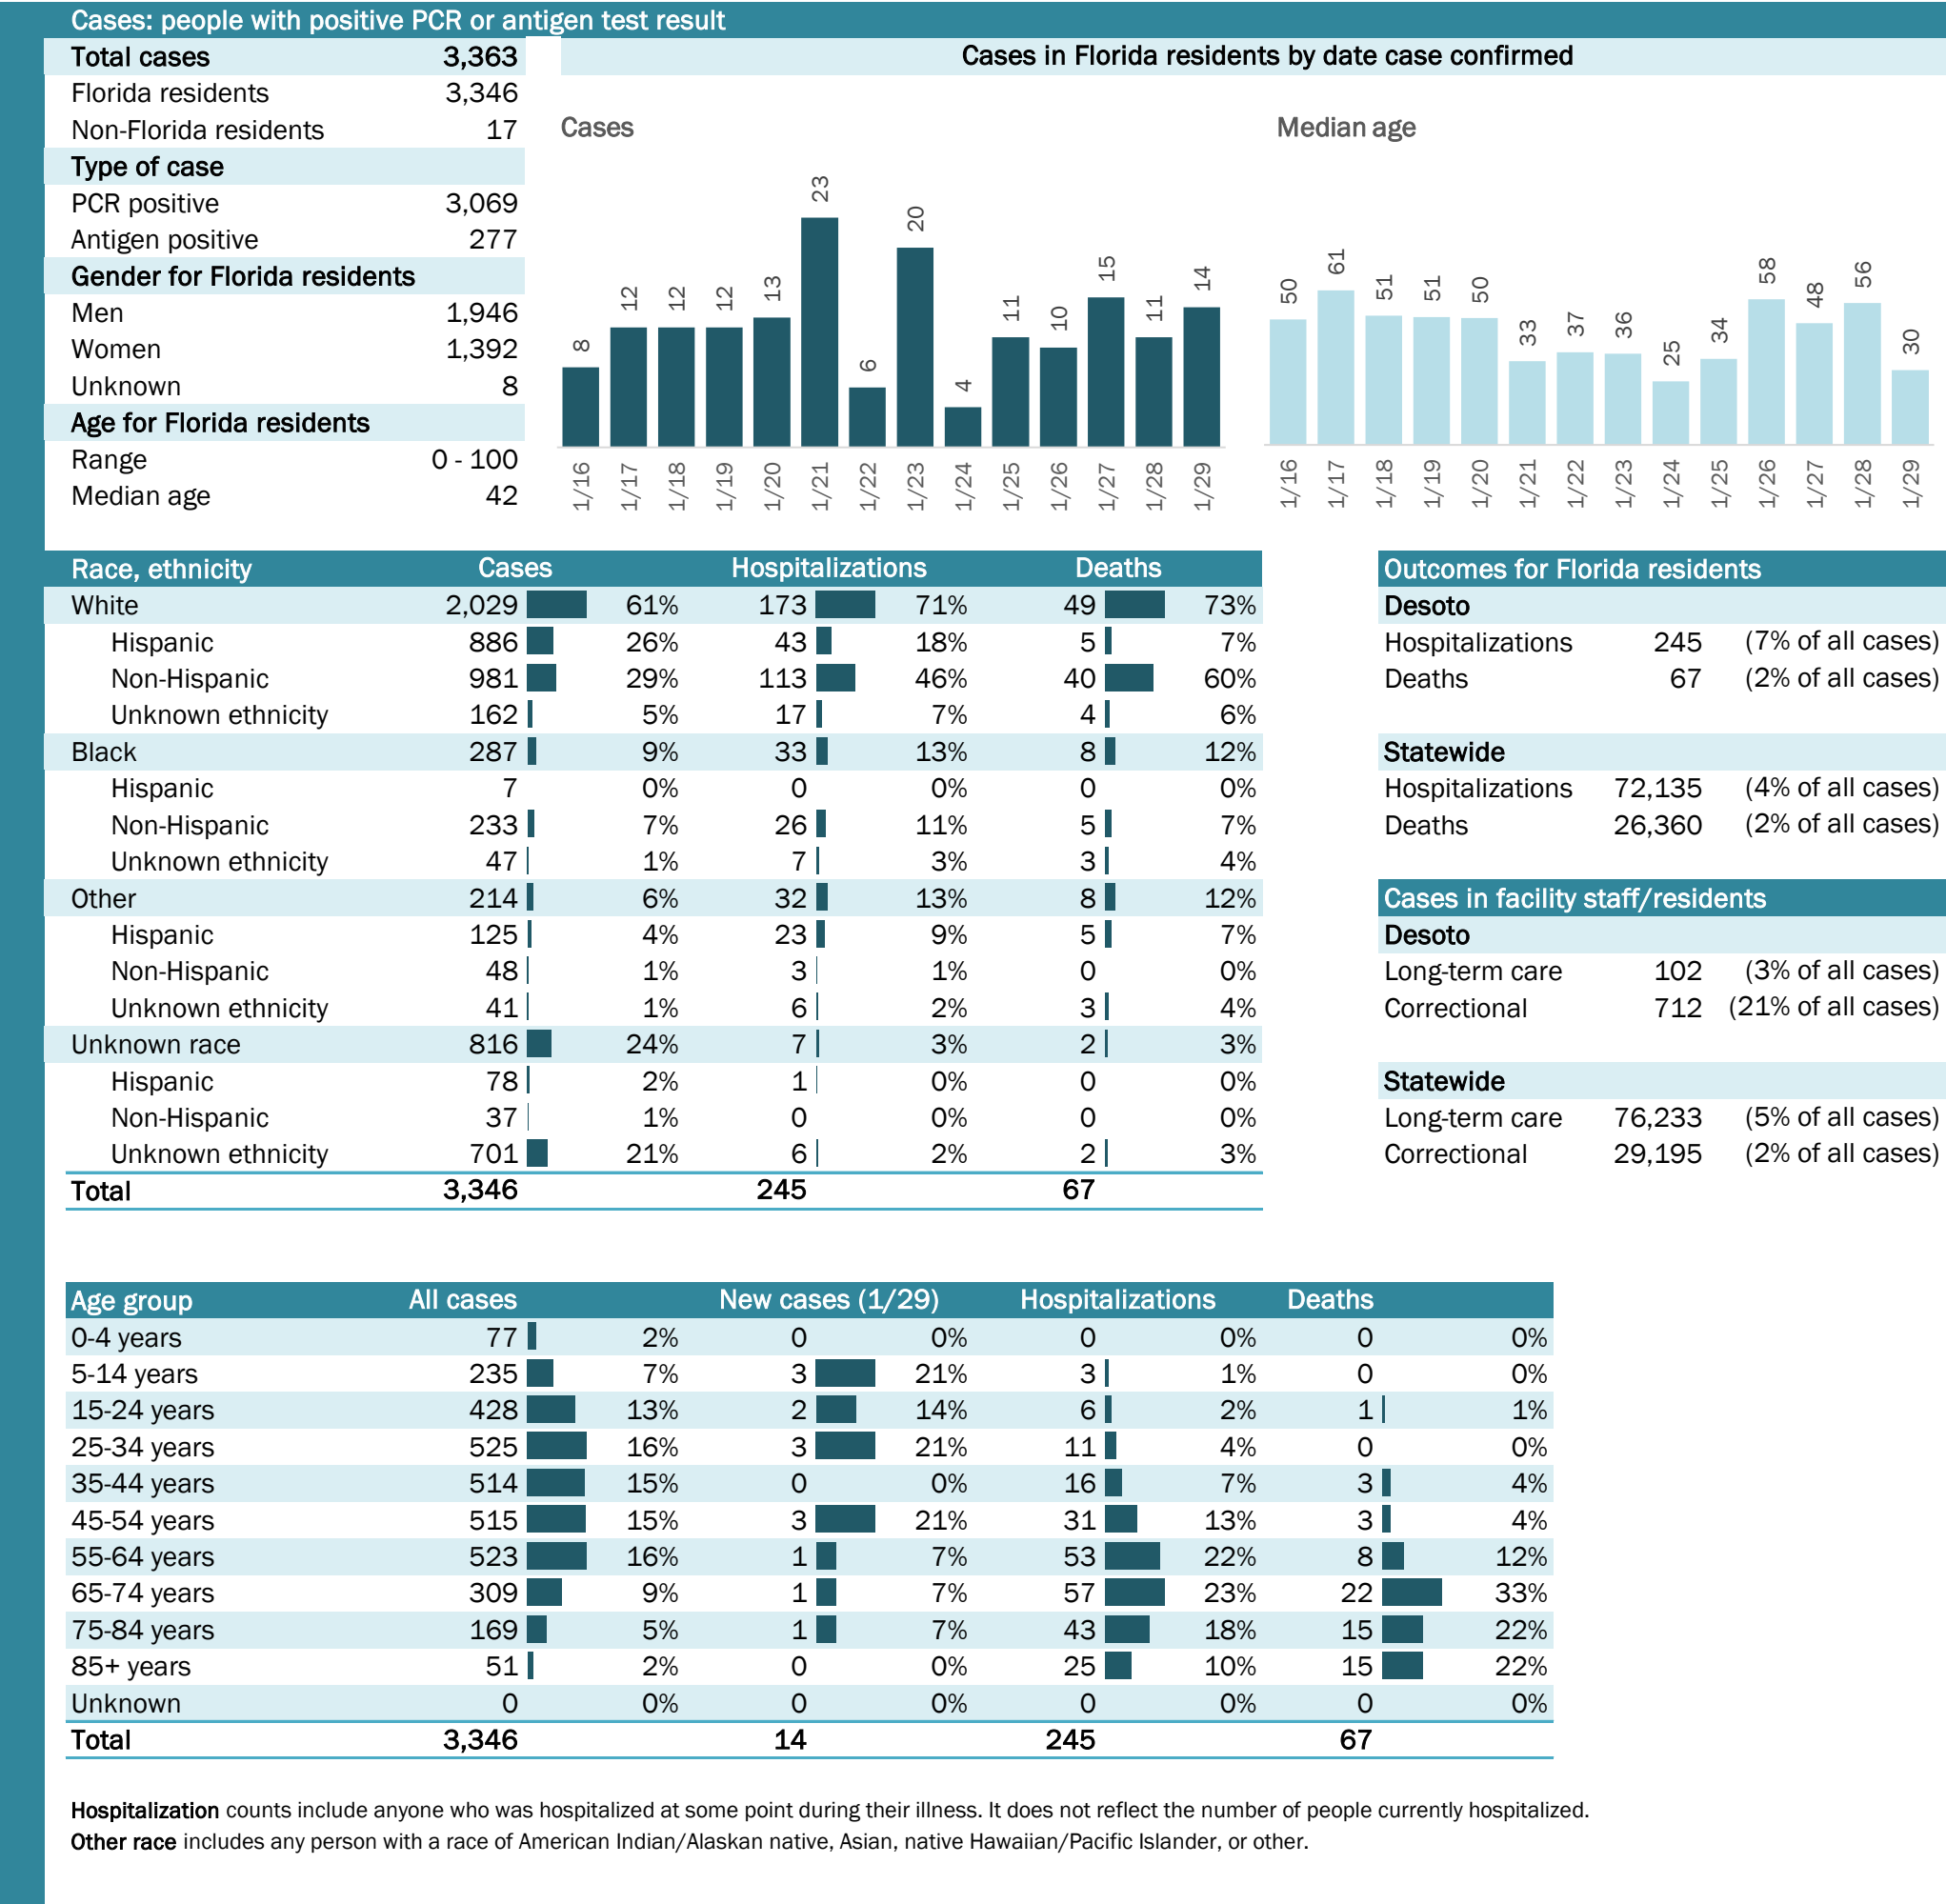 Cases: people with positive PCR or antigen test result
Total cases 3,363
Florida residents 3,346
Non-Florida residents 17
Type of case
PCR positive 3,069
Antigen positive 277
Gender for Florida residents
Men 1,946
Women 1,392
Unknown 8
Age for Florida residents
Range 0 - 100
Median age 42
Cases in Florida residents by date case confirmed
Cases
8 12 12 12 13 23 6 20 4 11 10 15 11 14
1/16 1/17 1/18 1/19 1/20 1/21 1/22 1/23 1/24 1/25 1/26 1/27 1/28 1/29
Median age
50 61 51 51 50 33 37 36 25 34 58 48 56 30
1/16 1/17 1/18 1/19 1/20 1/21 1/22 1/23 1/24 1/25 1/26 1/27 1/28 1/29
Race, ethnicity Cases Hospitalizations Deaths
White 2,029 61% 173 71% 49 73%
Hispanic 886 26% 43 18% 5 7%
Non-Hispanic 981 29% 113 46% 40 60%
Unknown ethnicity 162 5% 17 7% 4 6%
Black 287 9% 33 13% 8 12%
Hispanic 7 0% 0 0% 0 0%
Non-Hispanic 233 7% 26 11% 5 7%
Unknown ethnicity 47 1% 7 3% 3 4%
Other 214 6% 32 13% 8 12%
Hispanic 125 4% 23 9% 5 7%
Non-Hispanic 48 1% 3 1% 0 0%
Unknown ethnicity 41 1% 6 2% 3 4%
Unknown race 816 24% 7 3% 2 3%
Hispanic 78 2% 1 0% 0 0%
Non-Hispanic 37 1% 0 0% 0 0%
Unknown ethnicity 701 21% 6 2% 2 3%
Total 3,346 245 67
Outcomes for Florida residents
Desoto
Hospitalizations 245 (7% of all cases)
Deaths 67 (2% of all cases)
Statewide
Hospitalizations 72,135 (4% of all cases)
Deaths 26,360 (2% of all cases)
Cases in facility staff/residents
Desoto
Long-term care 102 (3% of all cases)
Correctional 712 (21% of all cases)
Statewide
Long-term care 76,233 (5% of all cases)
Correctional 29,195 (2% of all cases)
Age group All cases New cases (1/29) Hospitalizations Deaths
0-4 years 77 2% 0 0% 0 0% 0 0%
5-14 years 235 7% 3 21% 3 1% 0 0%
15-24 years 428 13% 2 14% 6 2% 1 1%
25-34 years 525 16% 3 21% 11 4% 0 0%
35-44 years 514 15% 0 0% 16 7% 3 4%
45-54 years 515 15% 3 21% 31 13% 3 4%
55-64 years 523 16% 1 7% 53 22% 8 12%
65-74 years 309 9% 1 7% 57 23% 22 33%
75-84 years 169 5% 1 7% 43 18% 15 22%
85+ years 51 2% 0 0% 25 10% 15 22%
Unknown 0 0% 0 0% 0 0% 0 0%
Total 3,346 14 245 67
Hospitalization counts include anyone who was hospitalized at some point during their illness. It does not reflect the number of people currently hospitalized.
Other race includes any person with a race of American Indian/Alaskan native, Asian, native Hawaiian/Pacific Islander, or other.